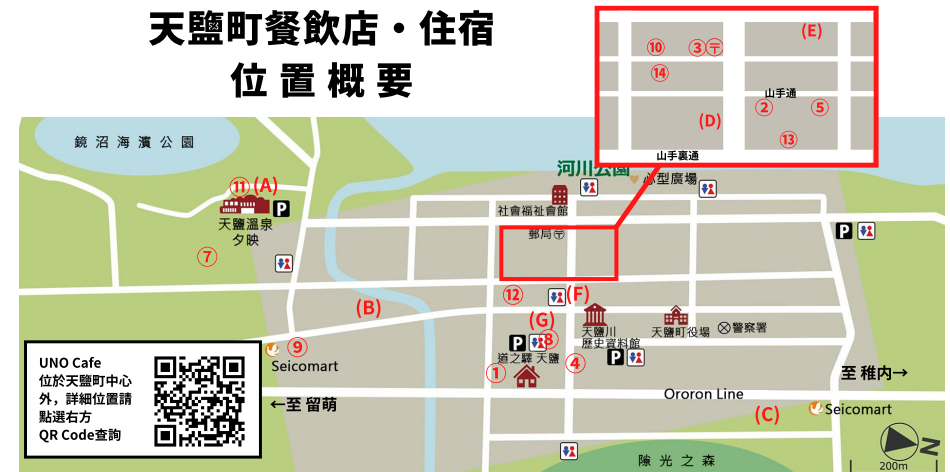 天鹽町餐飲店・住宿
位置概要
(E)
⑩ ③〒
⑭
山手通
② ⑤
(D)
⑬
山手裏通
鏡沼海濱公園
河川公園
心型廣場
⑪ (A)
P
社會福祉會館
天鹽溫泉
夕映
郵局〒
P
⑦
⑫
(F)
(B)
(G)
天鹽川
歷史資料館
天鹽町役場
警察署
P
⑧
道之驛 天鹽
P
⑨
Seicomart
①
④
至 稚内→
UNO Cafe
位於天鹽町中心
外，詳細位置請
點選右方
QR Code查詢
←至 留萌
Ororon Line
(C)
Seicomart
N
200m
險光之森